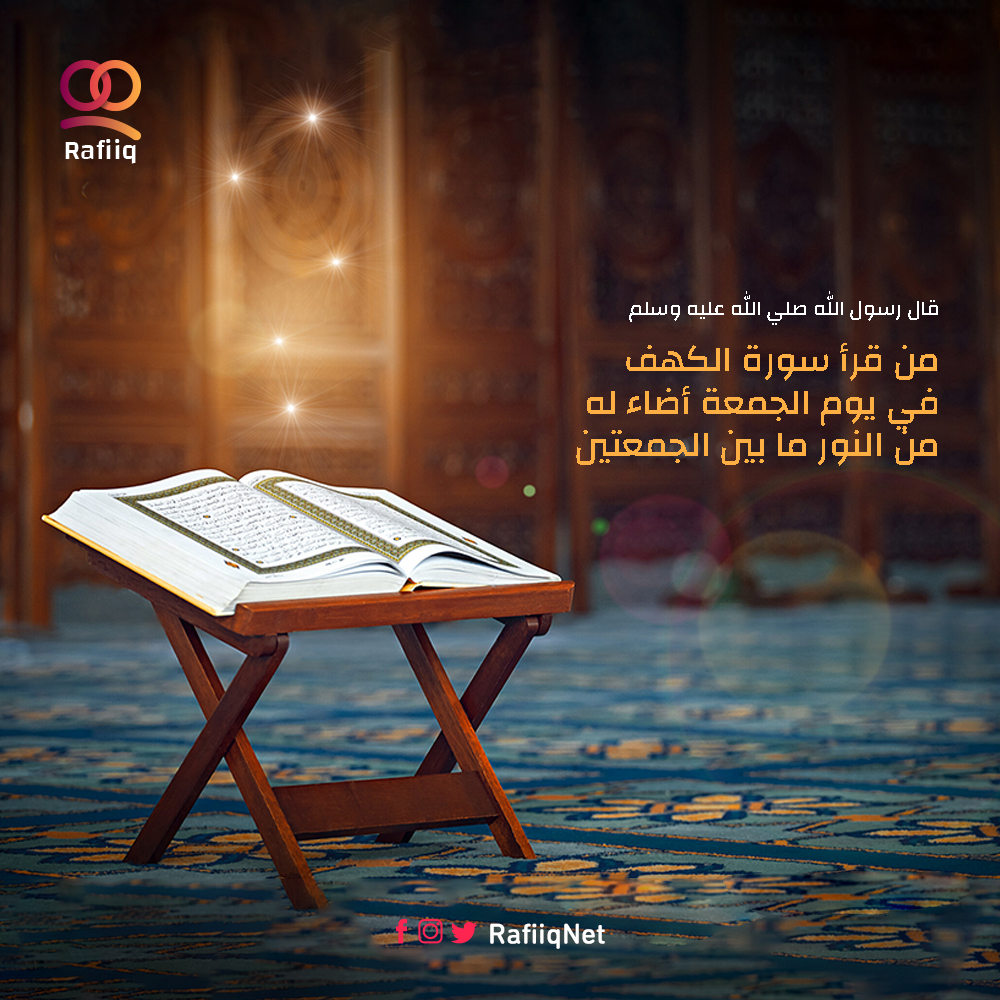 Rafiiq
قال رسول الله صلي الله عليه وسلم
من قرأ سورة الكهف
في يوم الجمعة أضاء له
من النور ما بين الجمعتين
RafiiqNet